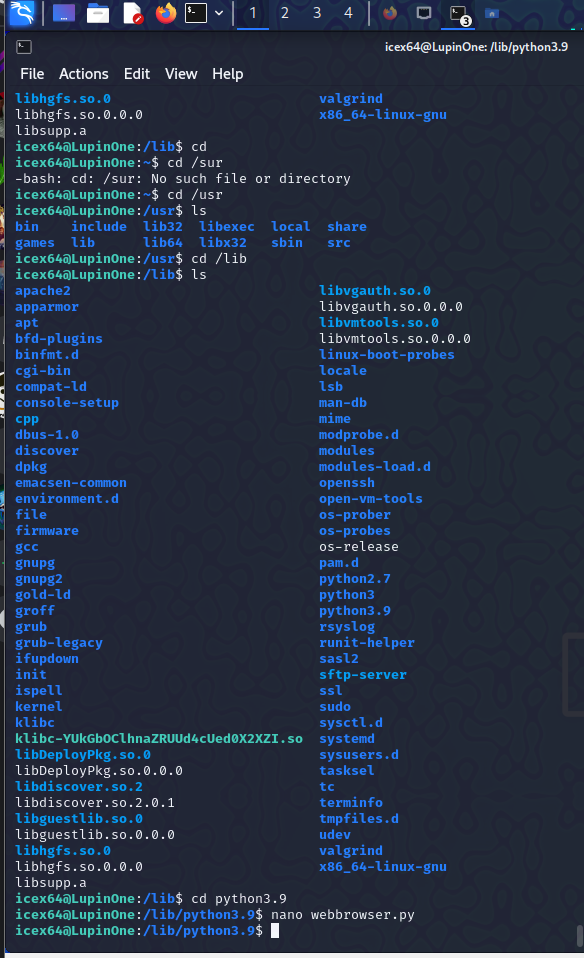 1 2 3 4 3
icex64@LupinOne: /lib/python3.9
File Actions Edit View Help
libhgfs.so.0 valgrind
libhgfs.so.0.0.0 x86_64-linux-gnu
libsupp.a
icex64@LupinOne:/lib$ cd
icex64@LupinOne:~$ cd /sur
-bash: cd: /sur: No such file or directory
icex64@LupinOne:~$ cd /usr
icex64@LupinOne:/usr$ ls
bin include lib32 libexec local share
games lib lib64 libx32 sbin src
icex64@LupinOne:/usr$ cd /lib
icex64@LupinOne:/lib$ ls
apache2 libvgauth.so.0
apparmor libvgauth.so.0.0.0
apt libvmtools.so.0
bfd-plugins libvmtools.so.0.0.0
binfmt.d linux-boot-probes
cgi-bin locale
compat-ld lsb
console-setup man-db
cpp mime
dbus-1.0 modprobe.d
discover modules
dpkg modules-load.d
emacsen-common openssh
environment.d open-vm-tools
file os-prober
firmware os-probes
gcc os-release
gnupg pam.d
gnupg2 python2.7
gold-ld python3
groff python3.9
grub rsyslog
grub-legacy runit-helper
ifupdown sasl2
init sftp-server
ispell ssl
kernel sudo
klibc sysctl.d
klibc-YUkGbOClhnaZRUUd4cUed0X2XZI.so systemd
libDeployPkg.so.0 sysusers.d
libDeployPkg.so.0.0.0 tasksel
libdiscover.so.2 tc
libdiscover.so.2.0.1 terminfo
libguestlib.so.0 tmpfiles.d
libguestlib.so.0.0.0 udev
libhgfs.so.0 valgrind
libhgfs.so.0.0.0 x86_64-linux-gnu
libsupp.a
icex64@LupinOne:/lib$ cd python3.9
icex64@LupinOne:/lib/python3.9$ nano webbrowser.py
icex64@LupinOne:/lib/python3.9$